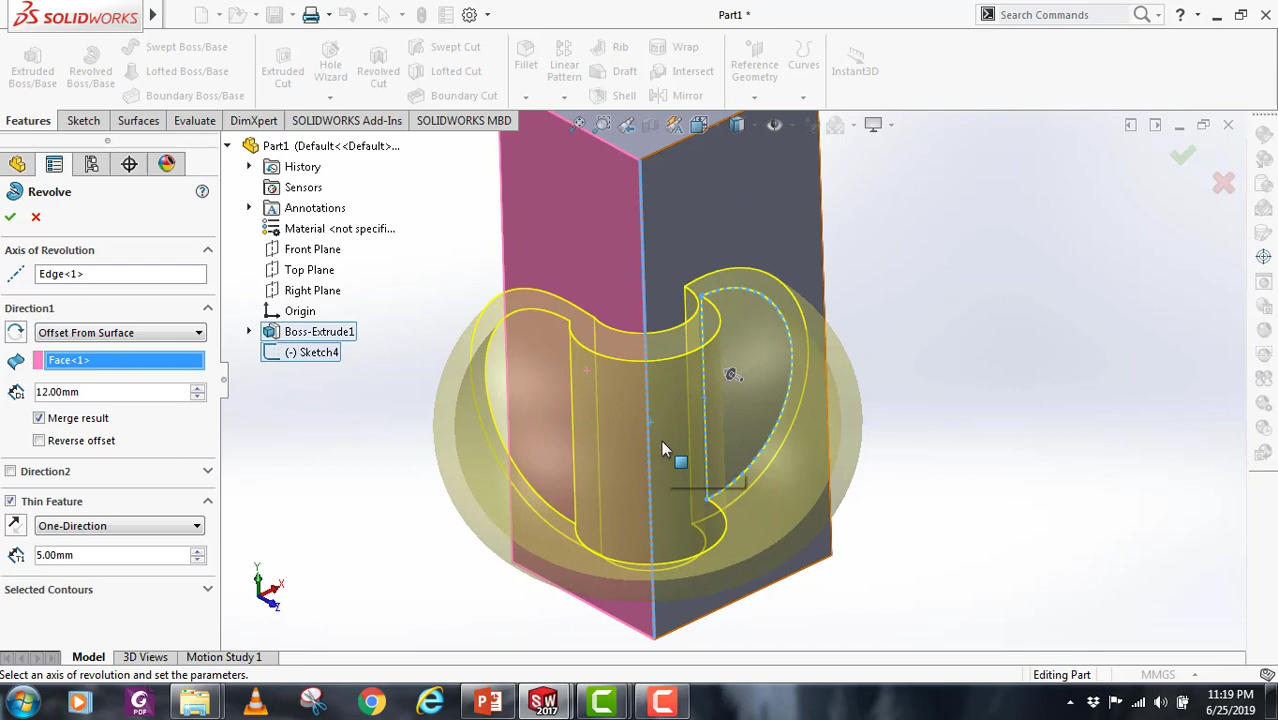 SOLIDWORKS
Part1 *
Search Commands
?
Extruded Boss/Base
Revolved Boss/Base
Swept Boss/Base
Lofted Boss/Base
Boundary Boss/Base
Extruded Cut
Hole Wizard
Revolved Cut
Swept Cut
Lofted Cut
Boundary Cut
Fillet
Linear Pattern
Rib
Draft
Shell
Wrap
Intersect
Mirror
Reference Geometry
Curves
Instant3D
Features
Sketch
Surfaces
Evaluate
DimXpert
SOLIDWORKS Add-Ins
SOLIDWORKS MBD
Revolve
?
Axis of Revolution
Edge<1>
Direction1
Offset From Surface
Face<1>
12.00mm
Merge result
Reverse offset
Direction2
Thin Feature
One-Direction
5.00mm
Selected Contours
Part1 (Default<<Default>...
History
Sensors
Annotations
Material <not specifi...
Front Plane
Top Plane
Right Plane
Origin
Boss-Extrude1
(-) Sketch4
Y
X
Z
Model
3D Views
Motion Study 1
Select an axis of revolution and set the parameters.
Editing Part
MMGS
PDF
SW
2017
11:19 PM
6/25/2019